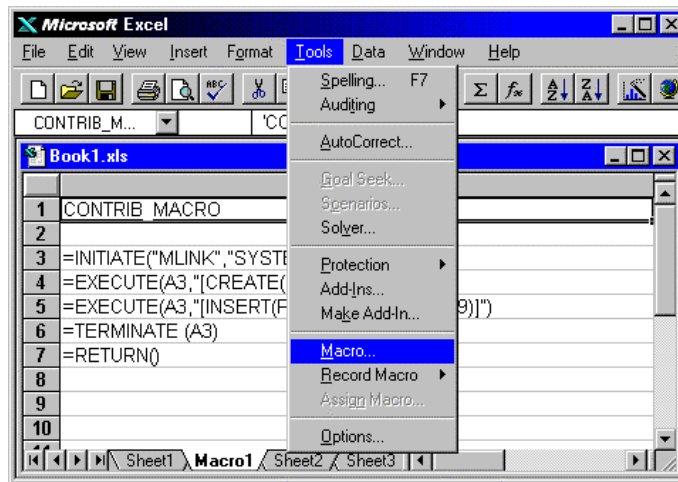 Microsoft Excel
File Edit View Insert Format Tools Data Window Help
ABC Σ fx A Z Z A
CONTRIB_M... 'CO
Spelling... F7
Auditing
AutoCorrect...
Goal Seek...
Scenarios...
Solver...
Protection
Add-Ins...
Make Add-In...
Macro...
Record Macro
Assign Macro...
Options...
Book1.xls
1 CONTRIB_MACRO
2
3 =INITIATE("MLINK","SYSTE
4 =EXECUTE(A3,"[CREATE(
5 =EXECUTE(A3,"[INSERT(F 9)]")
6 =TERMINATE (A3)
7 =RETURN()
8
9
10
Sheet1 Macro1 Sheet2 Sheet3